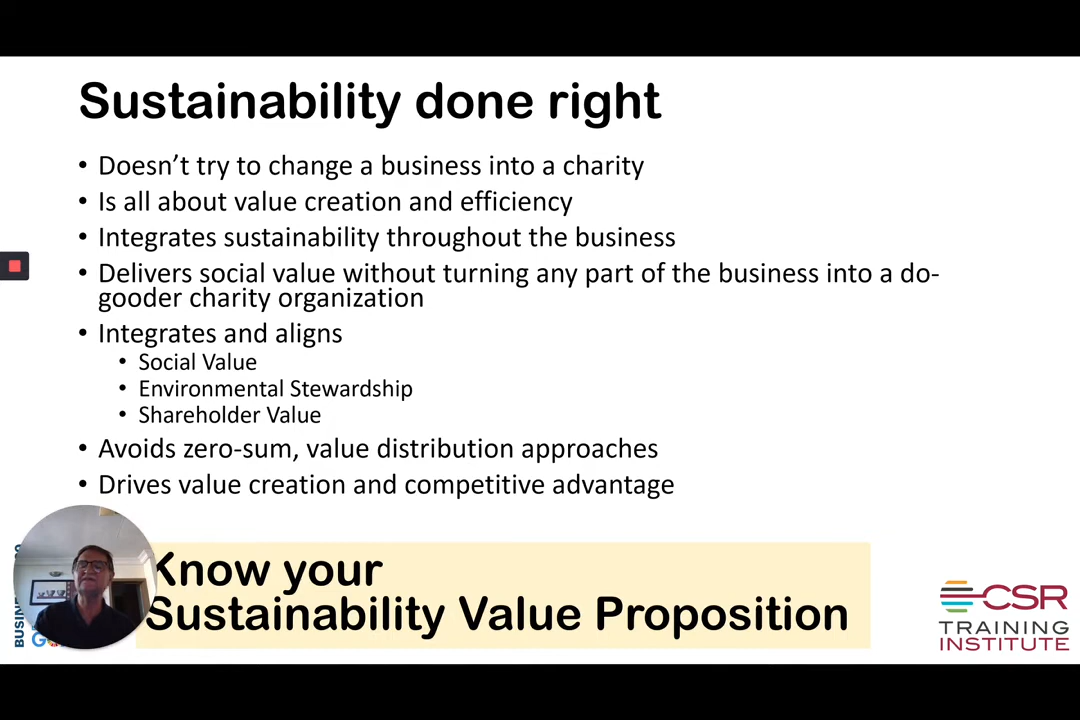 Sustainability done right
• Doesn’t try to change a business into a charity
• Is all about value creation and efficiency
• Integrates sustainability throughout the business
• Delivers social value without turning any part of the business into a do-
gooder charity organization
• Integrates and aligns
• Social Value
• Environmental Stewardship
• Shareholder Value
• Avoids zero-sum, value distribution approaches
• Drives value creation and competitive advantage
Know your
Sustainability Value Proposition
CSR
TRAINING
INSTITUTE